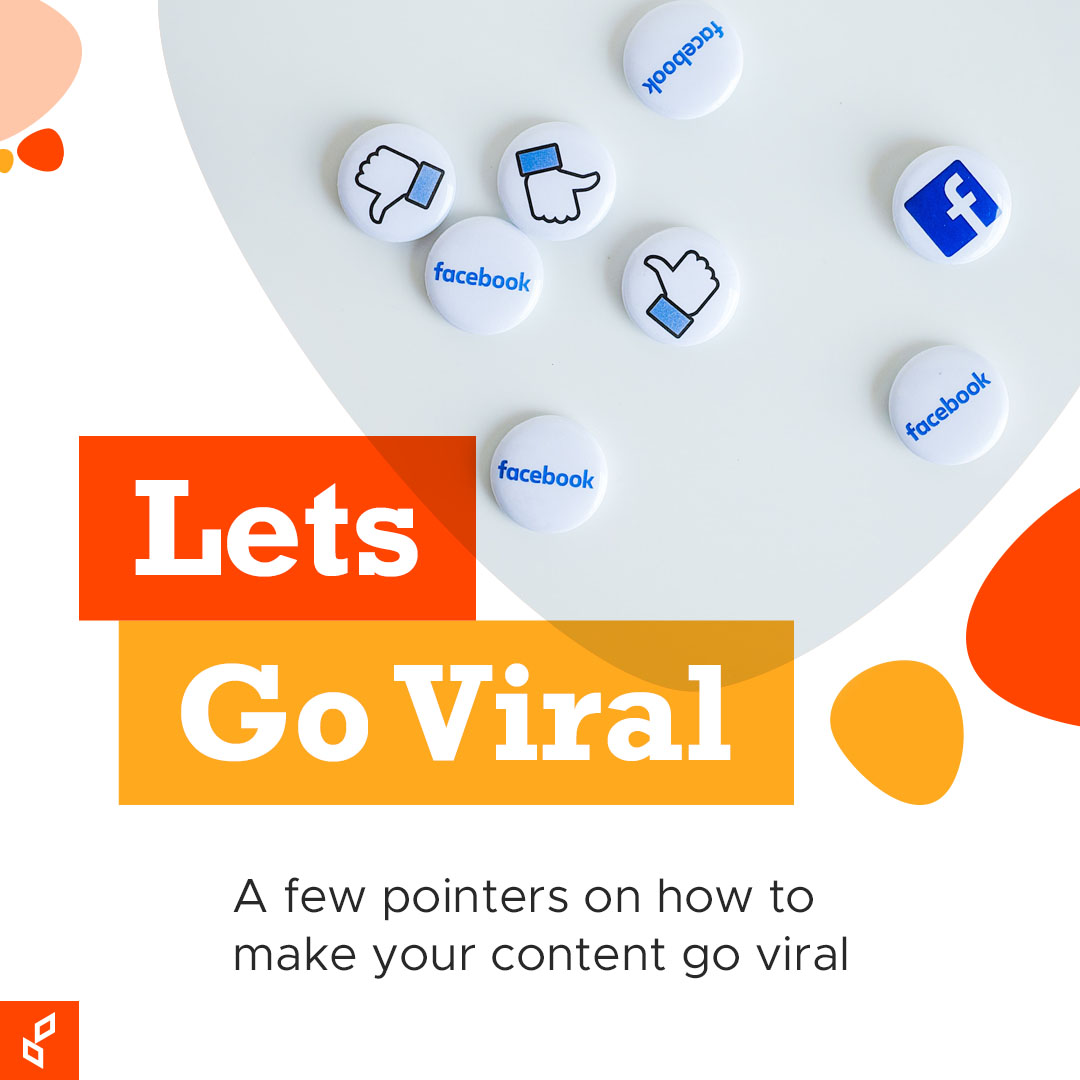 facebook
facebook
facebook
facebook
Lets
Go Viral
A few pointers on how to
make your content go viral